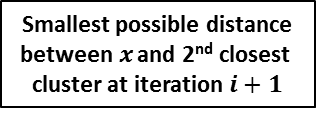 Smallest possible distance
between x and 2nd closest
cluster at iteration i + 1